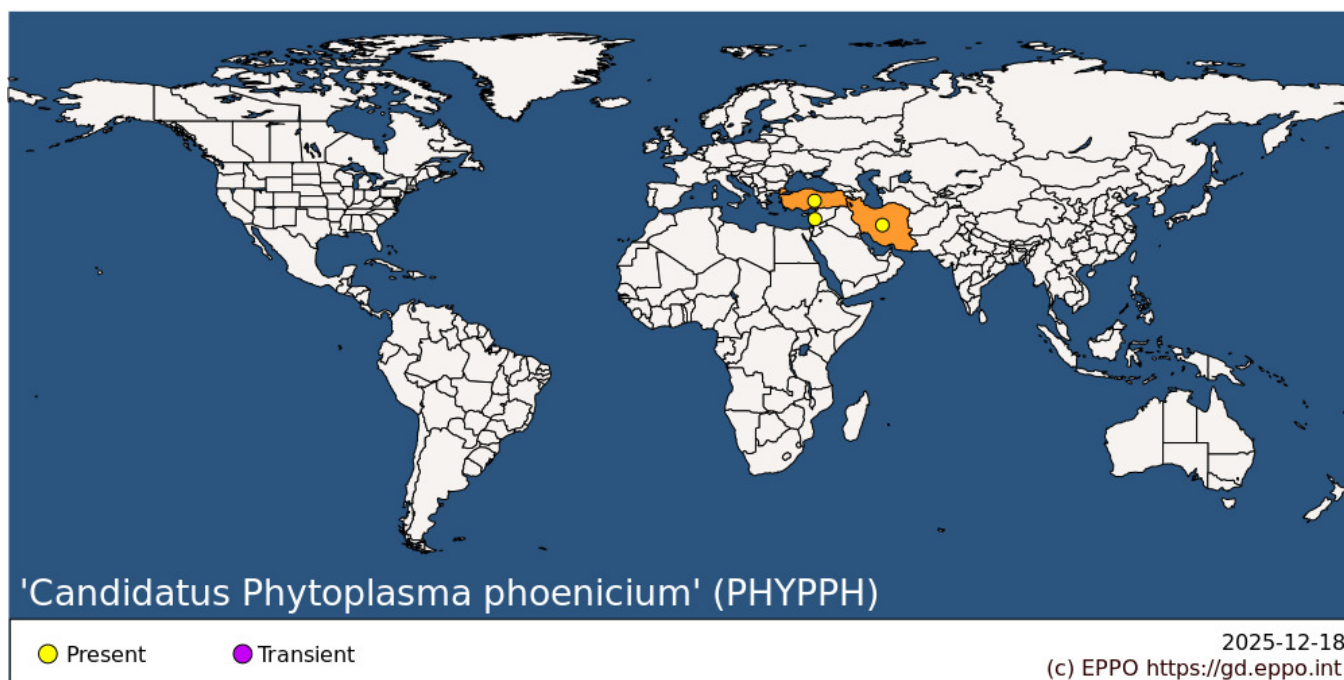 'Candidatus Phytoplasma phoenicium' (PHYPPH)
Present
Transient
2025-12-18
(c) EPPO https://gd.eppo.int